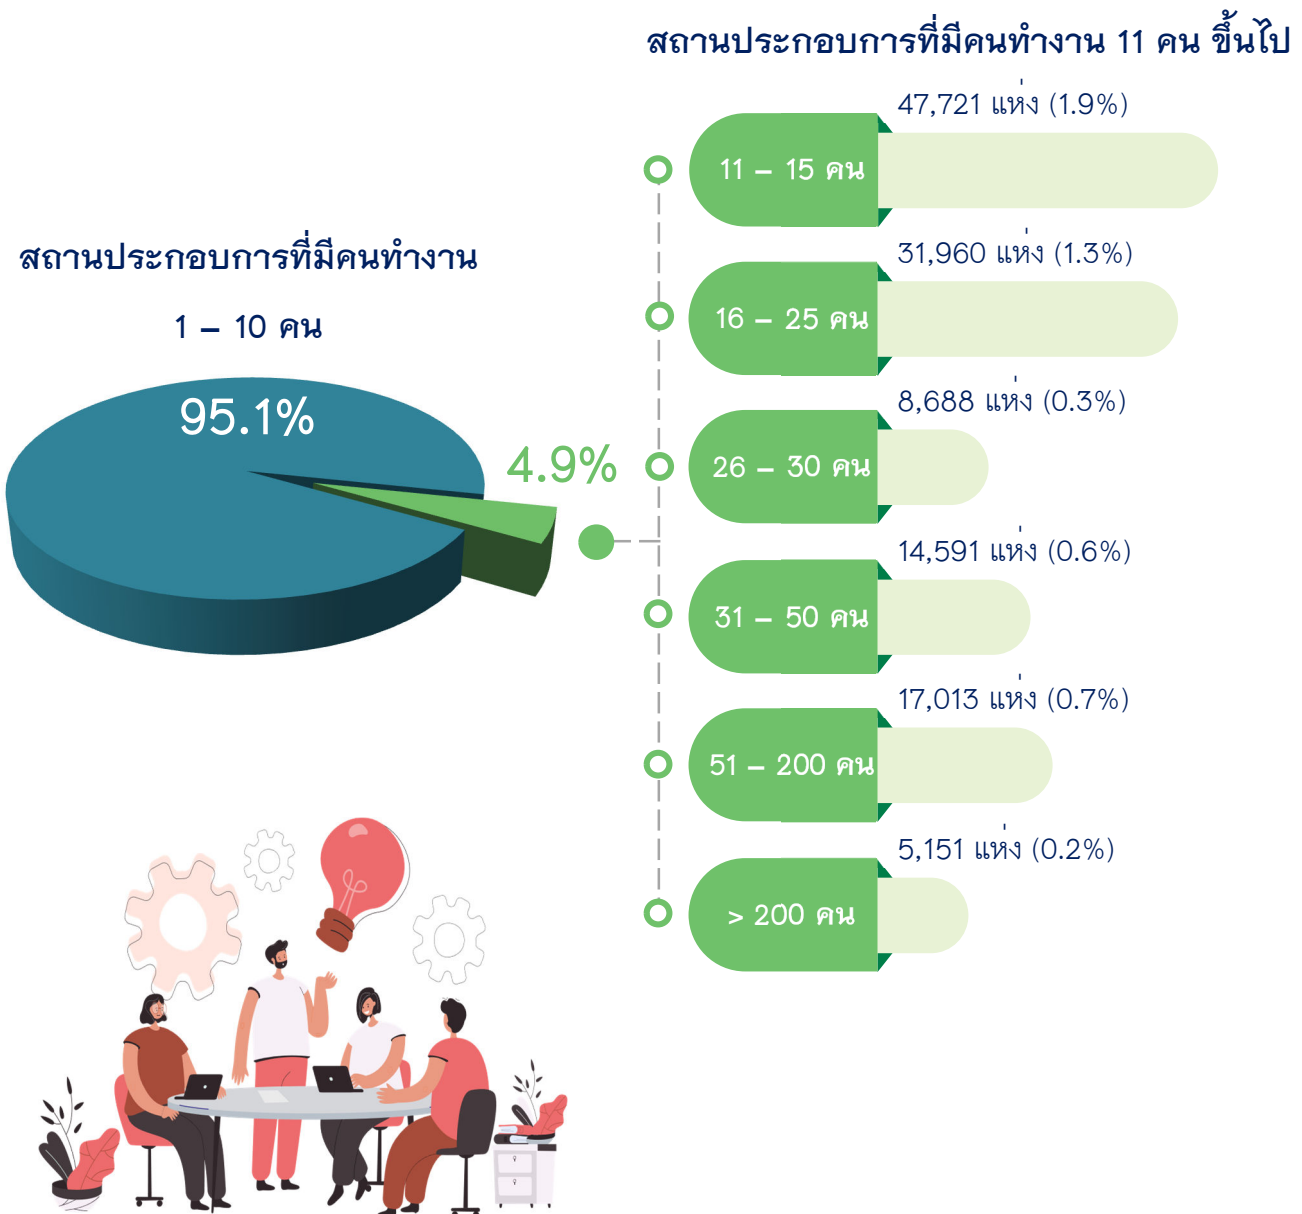 สถานประกอบการที่มีคนทำงาน 11 คน ขึ้นไป
สถานประกอบการที่มีคนทำงาน
1 – 10 คน
95.1%
4.9%
47,721 แห่ง (1.9%)
11 – 15 คน
31,960 แห่ง (1.3%)
16 – 25 คน
8,688 แห่ง (0.3%)
26 – 30 คน
14,591 แห่ง (0.6%)
31 – 50 คน
17,013 แห่ง (0.7%)
51 – 200 คน
5,151 แห่ง (0.2%)
> 200 คน